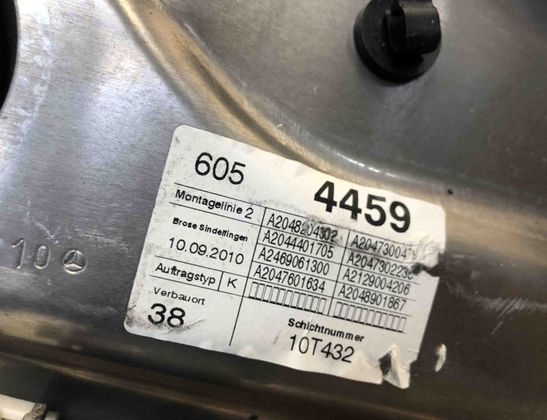 605 4459
Montagelinie 2
Brose Sindelfingen
10.09.2010
Auftragstyp K
Verbauort
38
A2048204302
A2044401705
A2469061300
A2047601634
A2129004206
A2048901867
Schichtnummer
10T432
10